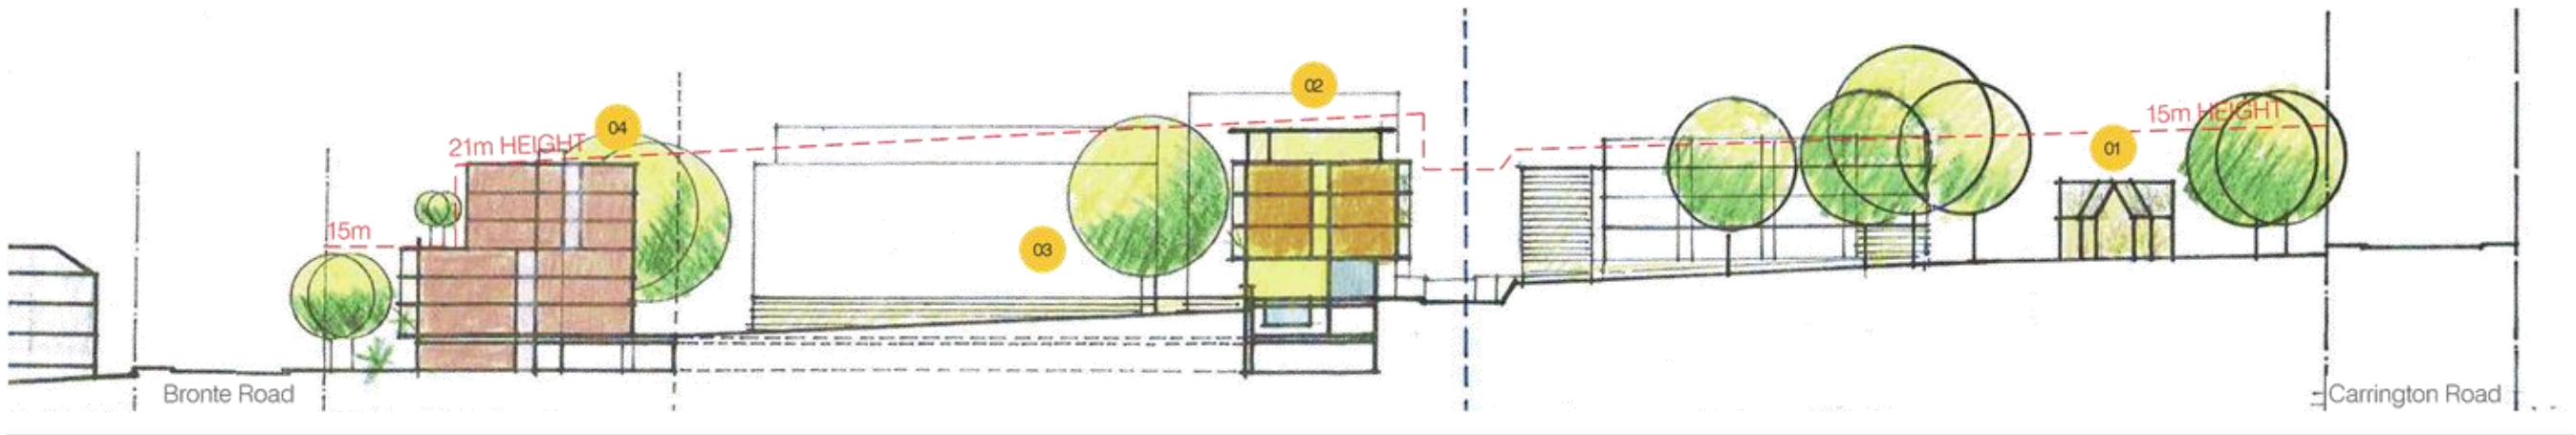 02
04
21m HEIGHT
15m HEIGHT
01
15m
03
Bronte Road
Carrington Road